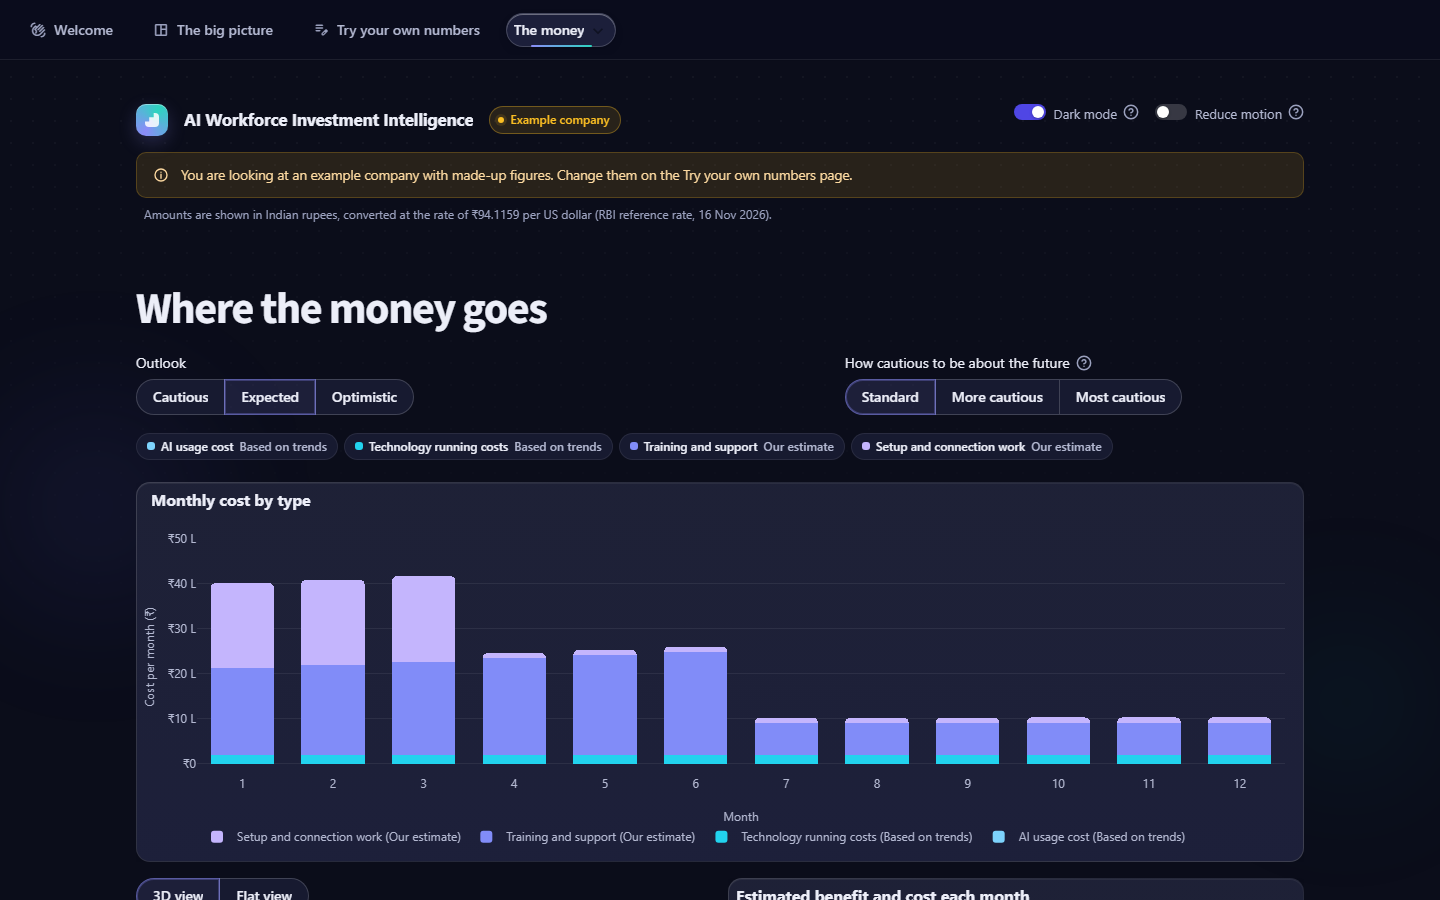 Welcome
The big picture
Try your own numbers
The money
AI Workforce Investment Intelligence
Example company
Dark mode
Reduce motion
You are looking at an example company with made-up figures. Change them on the Try your own numbers page.
Amounts are shown in Indian rupees, converted at the rate of ₹94.1159 per US dollar (RBI reference rate, 16 Nov 2026).
Where the money goes
Outlook
Cautious Expected Optimistic
How cautious to be about the future
Standard More cautious Most cautious
AI usage cost Based on trends
Technology running costs Based on trends
Training and support Our estimate
Setup and connection work Our estimate
Monthly cost by type
Cost per month (₹)
₹50 L
₹40 L
₹30 L
₹20 L
₹10 L
₹0
1 2 3 4 5 6 7 8 9 10 11 12
Month
Setup and connection work (Our estimate)
Training and support (Our estimate)
Technology running costs (Based on trends)
AI usage cost (Based on trends)
3D view Flat view
Estimated benefit and cost each month